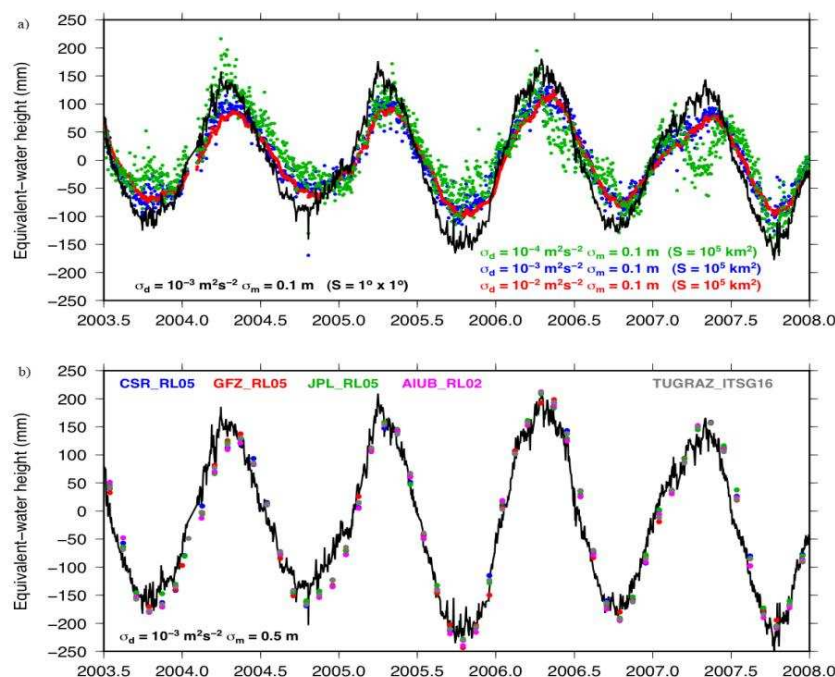 a)
250
200
150
100
50
0
-50
-100
-150
-200
-250
Equivalent-water height (mm)
σd = 10⁻⁴ m²s⁻² σm = 0.1 m (S = 10⁵ km²)
σd = 10⁻³ m²s⁻² σm = 0.1 m (S = 10⁵ km²)
σd = 10⁻³ m²s⁻² σm = 0.1 m (S = 1° x 1°) σd = 10⁻² m²s⁻² σm = 0.1 m (S = 10⁵ km²)
2003.5 2004.0 2004.5 2005.0 2005.5 2006.0 2006.5 2007.0 2007.5 2008.0
b)
250
200
150
100
50
0
-50
-100
-150
-200
-250
Equivalent-water height (mm)
CSR_RL05 GFZ_RL05 JPL_RL05 AIUB_RL02 TUGRAZ_ITSG16
σd = 10⁻³ m²s⁻² σm = 0.5 m
2003.5 2004.0 2004.5 2005.0 2005.5 2006.0 2006.5 2007.0 2007.5 2008.0